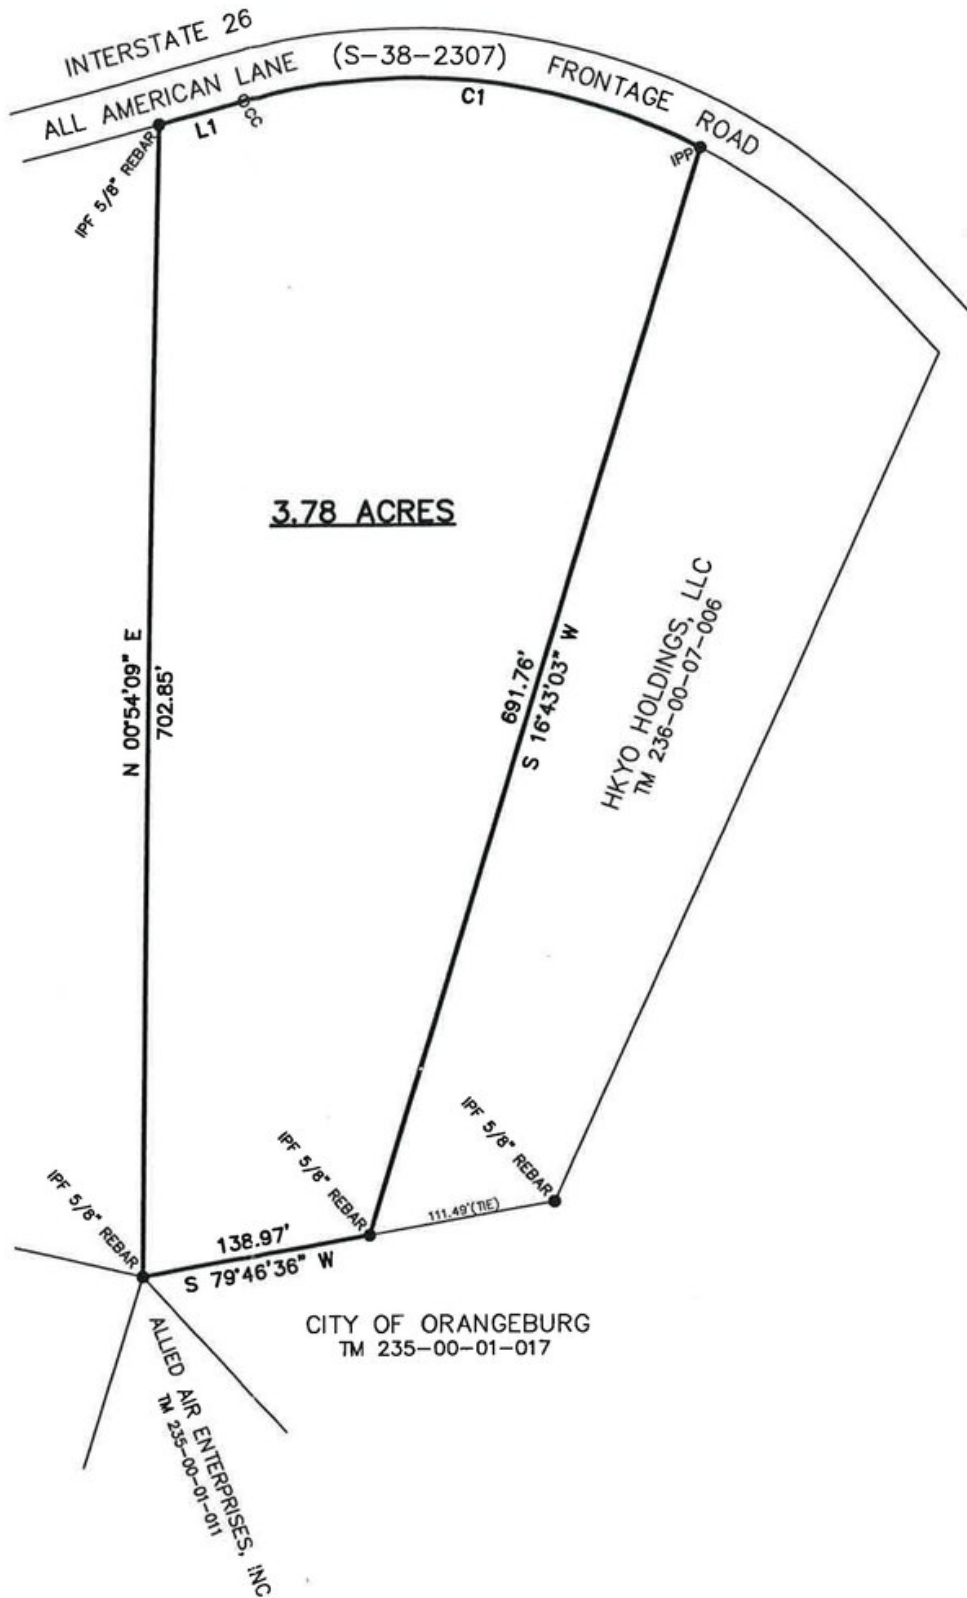 INTERSTATE 26
ALL AMERICAN LANE (S-38-2307) FRONTAGE ROAD
L1
CC
C1
IPF 5/8" REBAR
IPP
3.78 ACRES
N 00°54'09" E
702.85'
691.76'
S 16°43'03" W
HKYO HOLDINGS, LLC
TM 236-00-07-006
IPF 5/8" REBAR
IPF 5/8" REBAR
IPF 5/8" REBAR
111.49'(TIE)
138.97'
S 79°46'36" W
CITY OF ORANGEBURG
TM 235-00-01-017
ALLIED AIR ENTERPRISES, INC
TM 235-00-01-011